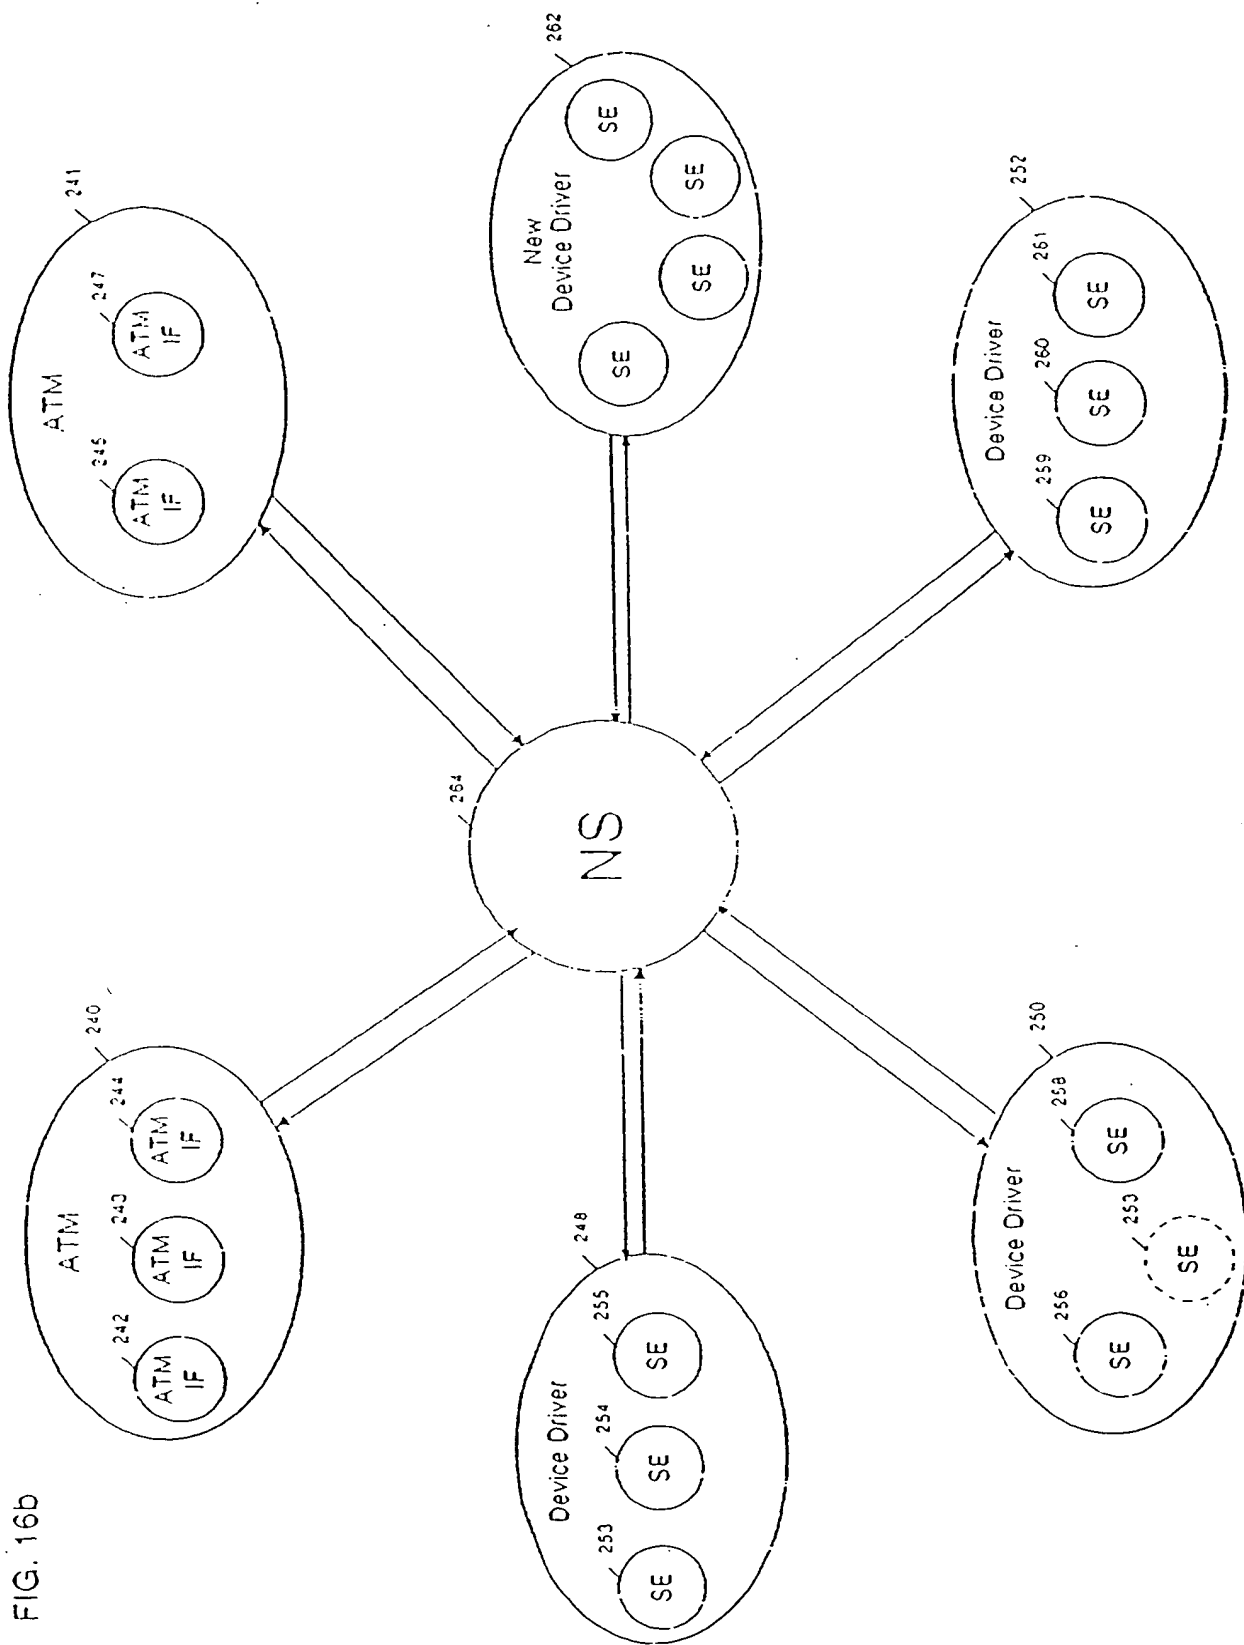 FIG. 16b
240
ATM
242
243
244
ATM
IF
ATM
IF
ATM
IF
241
ATM
245
247
ATM
IF
ATM
IF
248
Device Driver
253
254
255
SE
SE
SE
264
NS
262
New
Device Driver
SE
SE
SE
SE
250
Device Driver
256
253
258
SE
SE
SE
252
Device Driver
259
260
261
SE
SE
SE